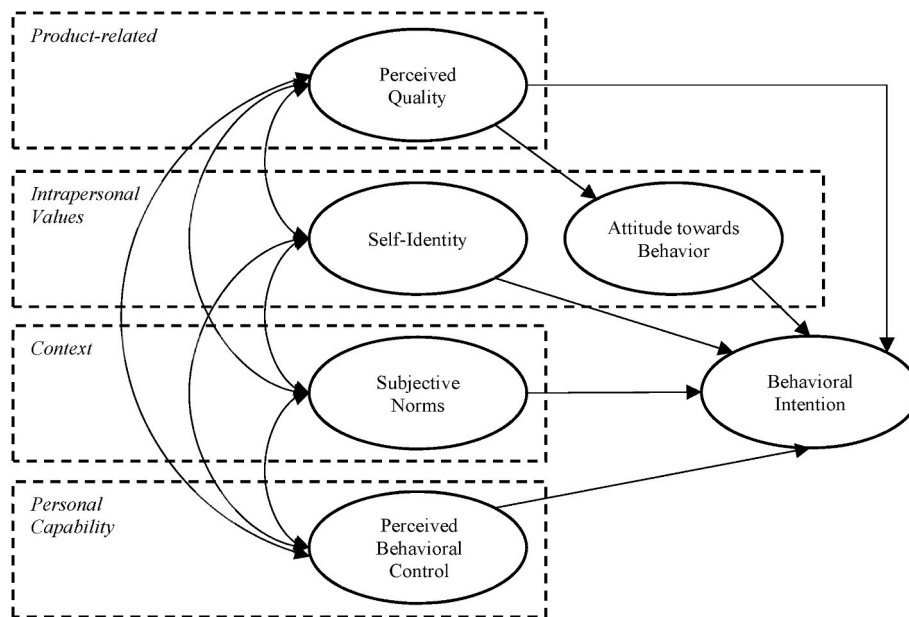 Product-related
Perceived
Quality
Intrapersonal
Values
Self-Identity
Attitude towards
Behavior
Context
Subjective
Norms
Behavioral
Intention
Personal
Capability
Perceived
Behavioral
Control